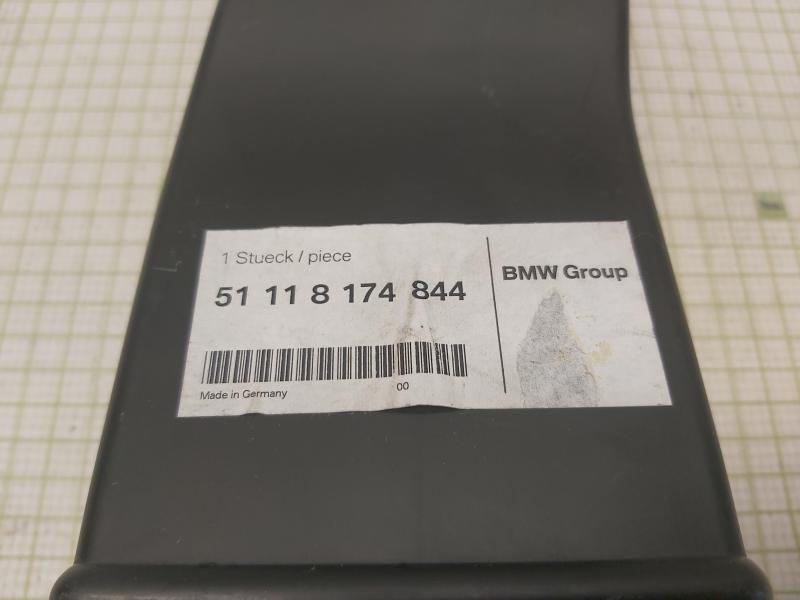 1 Stueck / piece
51 11 8 174 844
BMW Group
Made in Germany
00